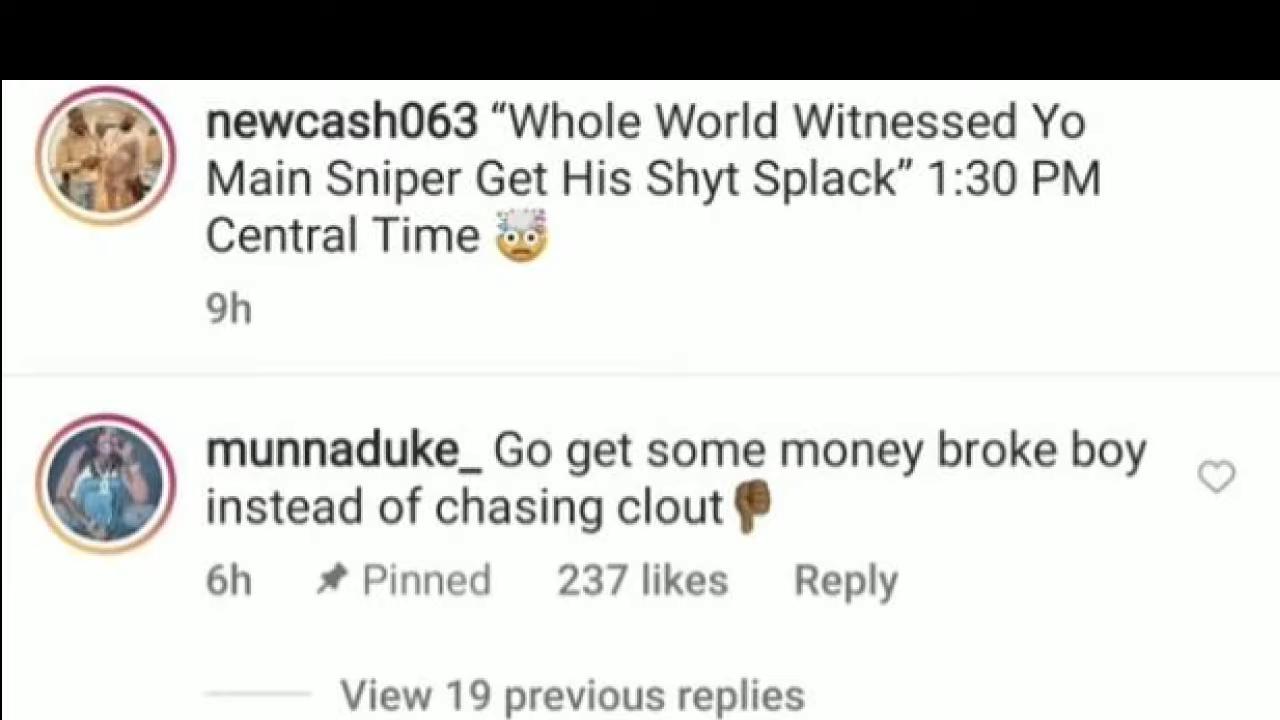 newcash063 “Whole World Witnessed Yo
Main Sniper Get His Shyt Splack” 1:30 PM
Central Time 🤯
9h
munnaduke_ Go get some money broke boy
instead of chasing clout👎🏾
6h Pinned 237 likes Reply
View 19 previous replies